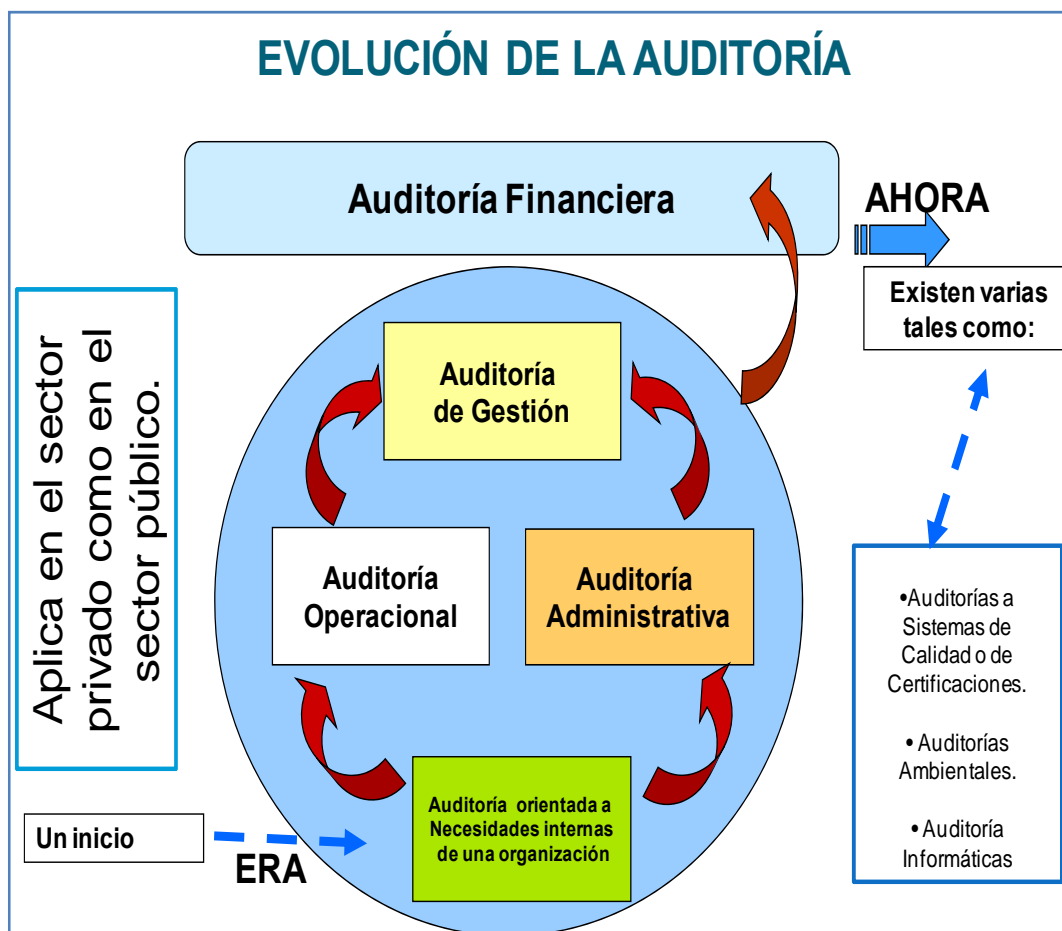 EVOLUCIÓN DE LA AUDITORÍA
Auditoría Financiera
AHORA
Existen varias
tales como:
Aplica en el sector
privado como en el
sector público.
Auditoría
de Gestión
Auditoría
Operacional
Auditoría
Administrativa
•Auditorías a
Sistemas de
Calidad o de
Certificaciones.
• Auditorías
Ambientales.
• Auditoría
Informáticas
Auditoría orientada a
Necesidades internas
de una organización
Un inicio
ERA